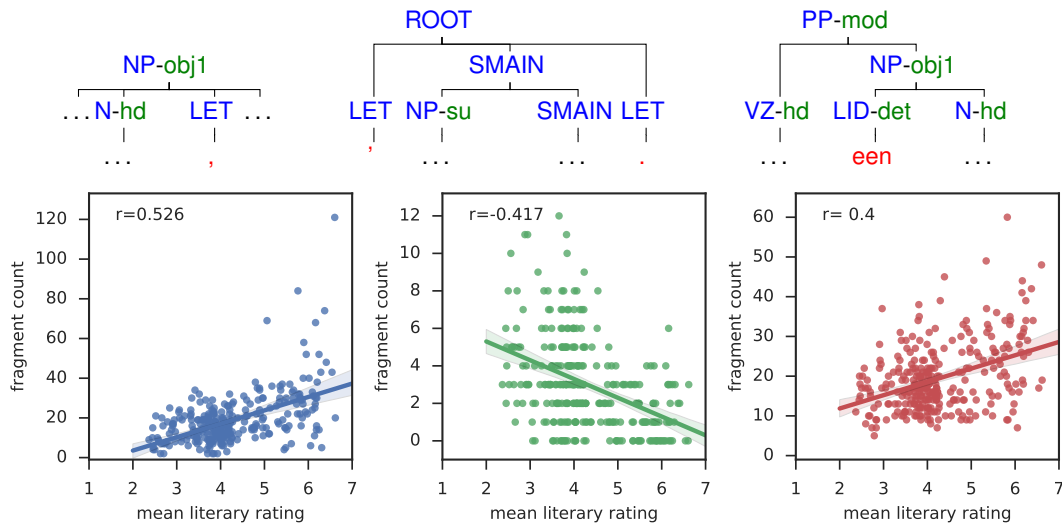 ROOT
PP-mod
NP-obj1
SMAIN
NP-obj1
... N-hd LET ...
LET NP-su SMAIN LET
VZ-hd LID-det N-hd
... ,
, ... ... .
... een ...
r=0.526
fragment count
120
100
80
60
40
20
0
1 2 3 4 5 6 7
mean literary rating
r=-0.417
fragment count
12
10
8
6
4
2
0
1 2 3 4 5 6 7
mean literary rating
r= 0.4
fragment count
60
50
40
30
20
10
0
1 2 3 4 5 6 7
mean literary rating